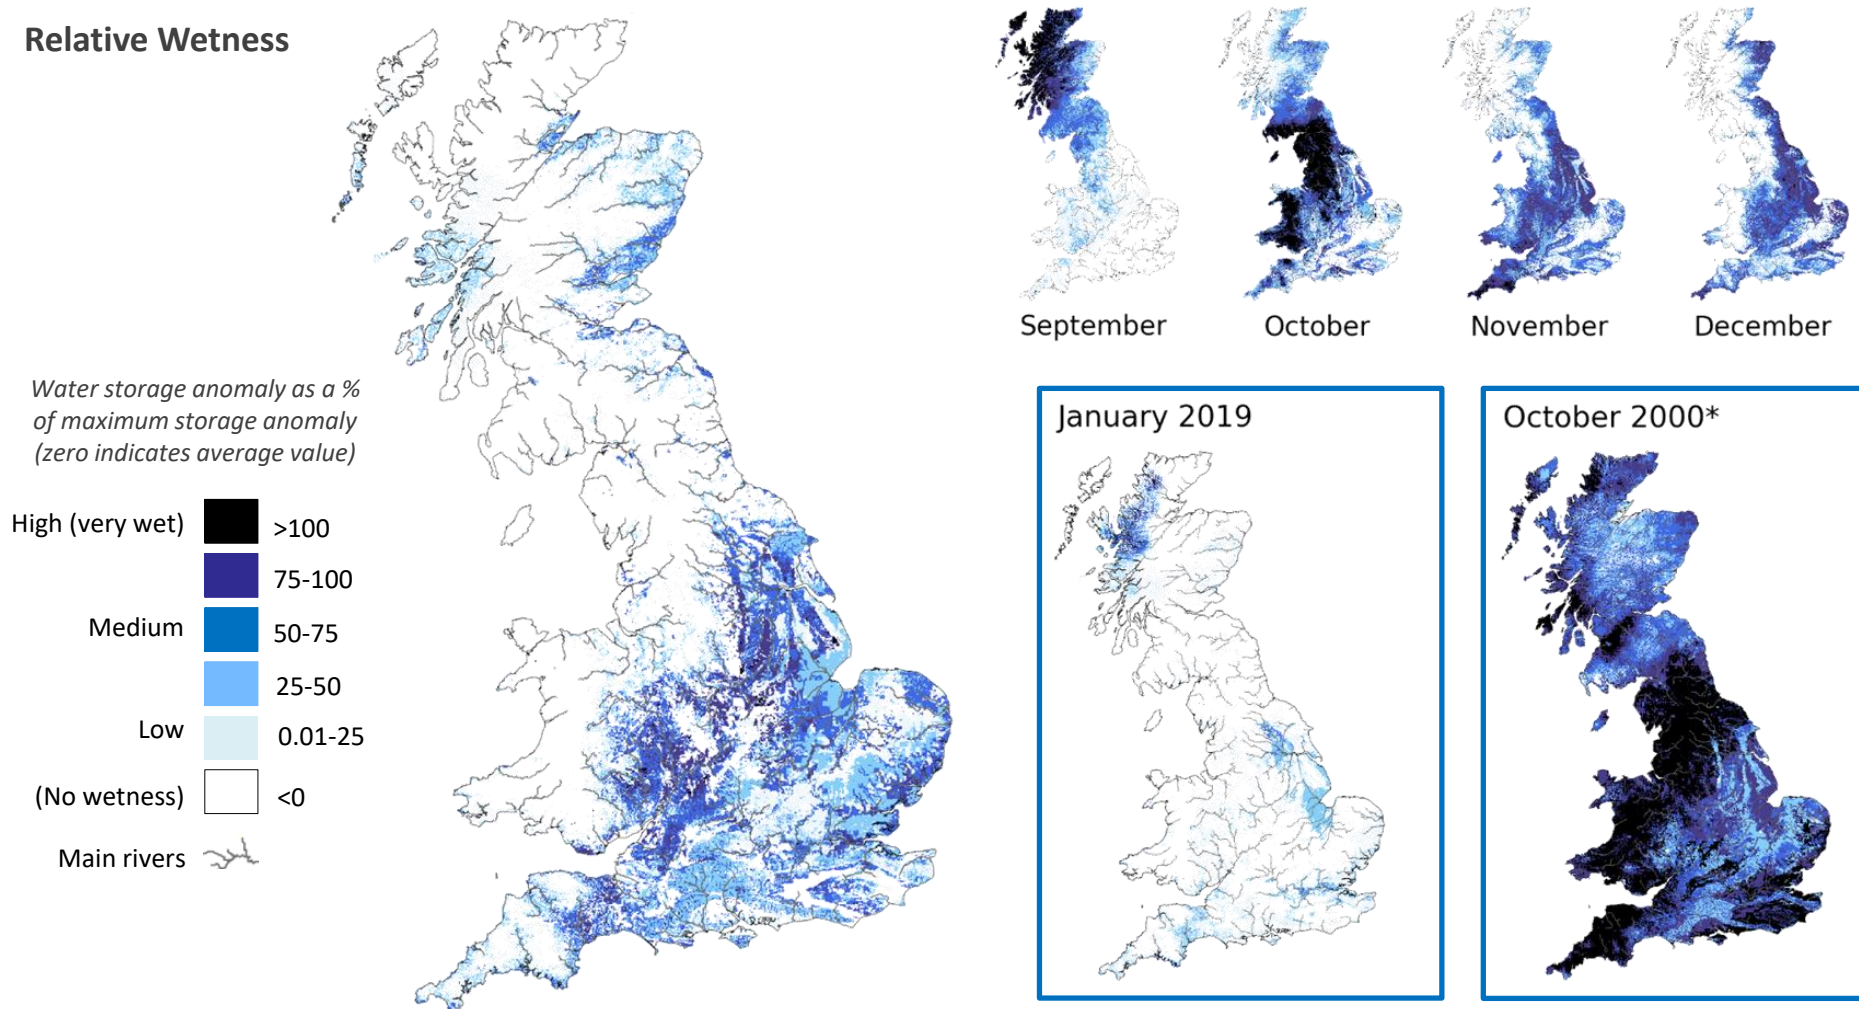 Relative Wetness
Water storage anomaly as a %
of maximum storage anomaly
(zero indicates average value)
High (very wet) >100
75-100
Medium 50-75
25-50
Low 0.01-25
(No wetness) <0
Main rivers
September October November December
January 2019
October 2000*